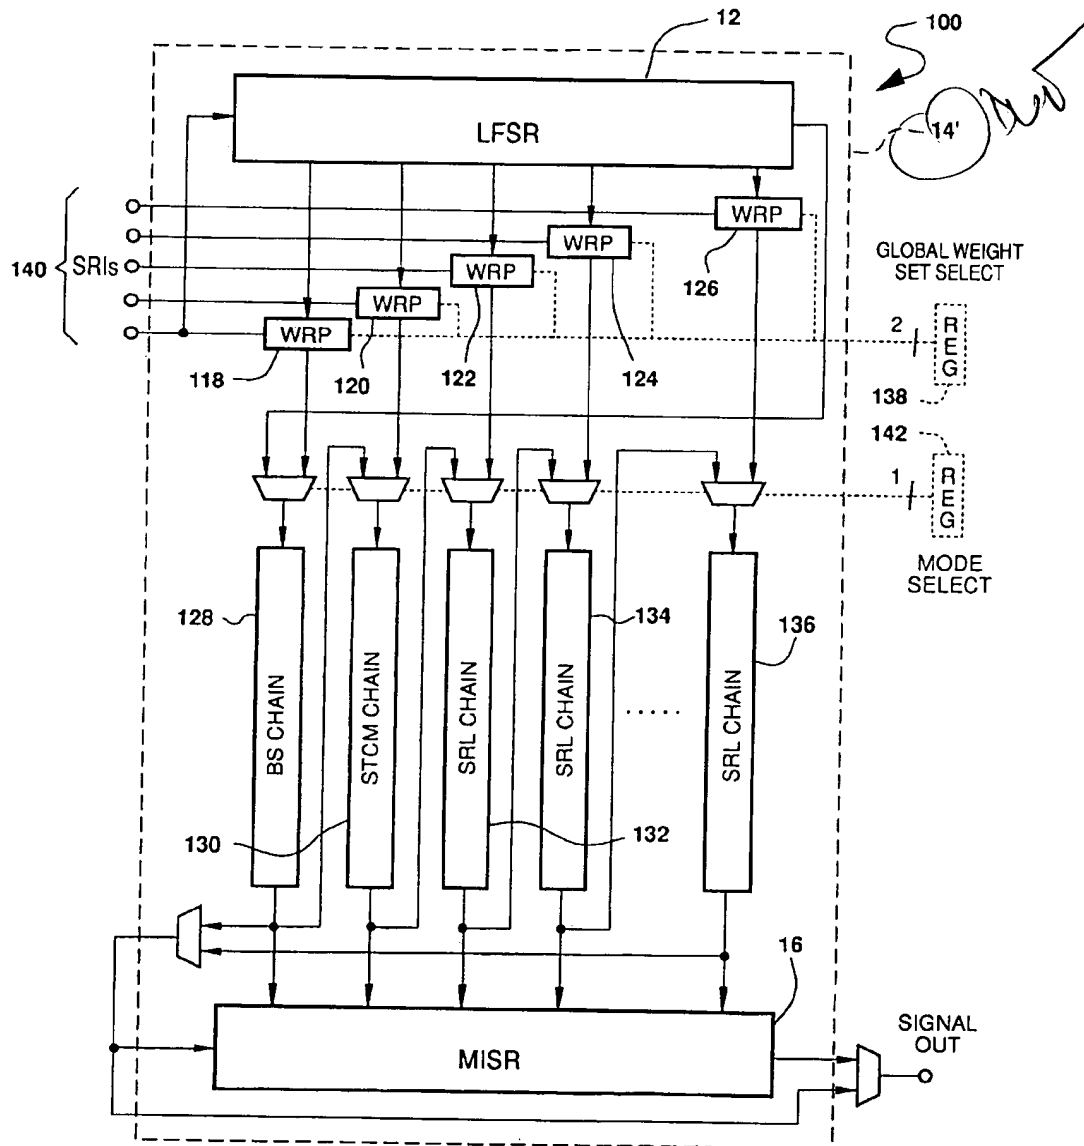 12
100
LFSR
14'
WRP
126
WRP
124
WRP
122
WRP
120
WRP
118
140
SRIs
GLOBAL WEIGHT
SET SELECT
2
REG
138
142
1
REG
MODE
SELECT
128
BS CHAIN
130
STCM CHAIN
SRL CHAIN
132
SRL CHAIN
134
.....
SRL CHAIN
136
16
MISR
SIGNAL
OUT